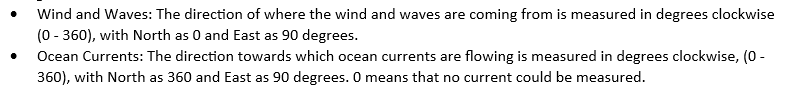 • Wind and Waves: The direction of where the wind and waves are coming from is measured in degrees clockwise
(0 - 360), with North as 0 and East as 90 degrees.
• Ocean Currents: The direction towards which ocean currents are flowing is measured in degrees clockwise, (0 -
360), with North as 360 and East as 90 degrees. 0 means that no current could be measured.